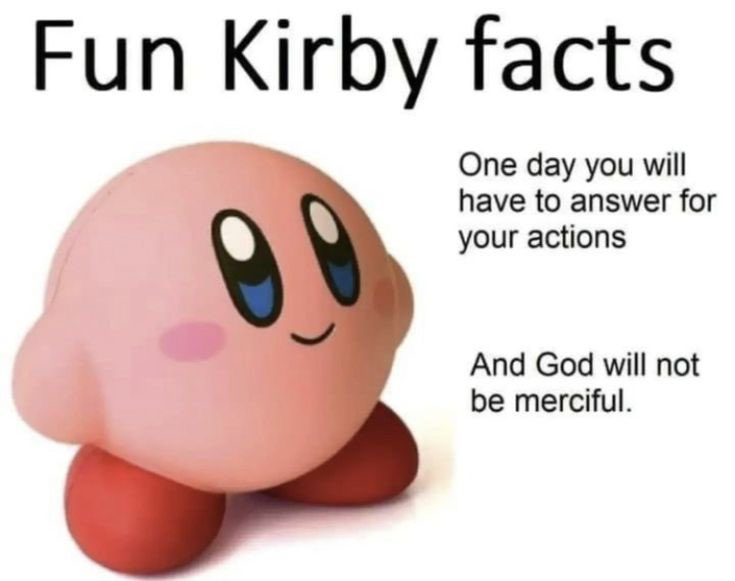 Fun Kirby facts
One day you will
have to answer for
your actions
And God will not
be merciful.